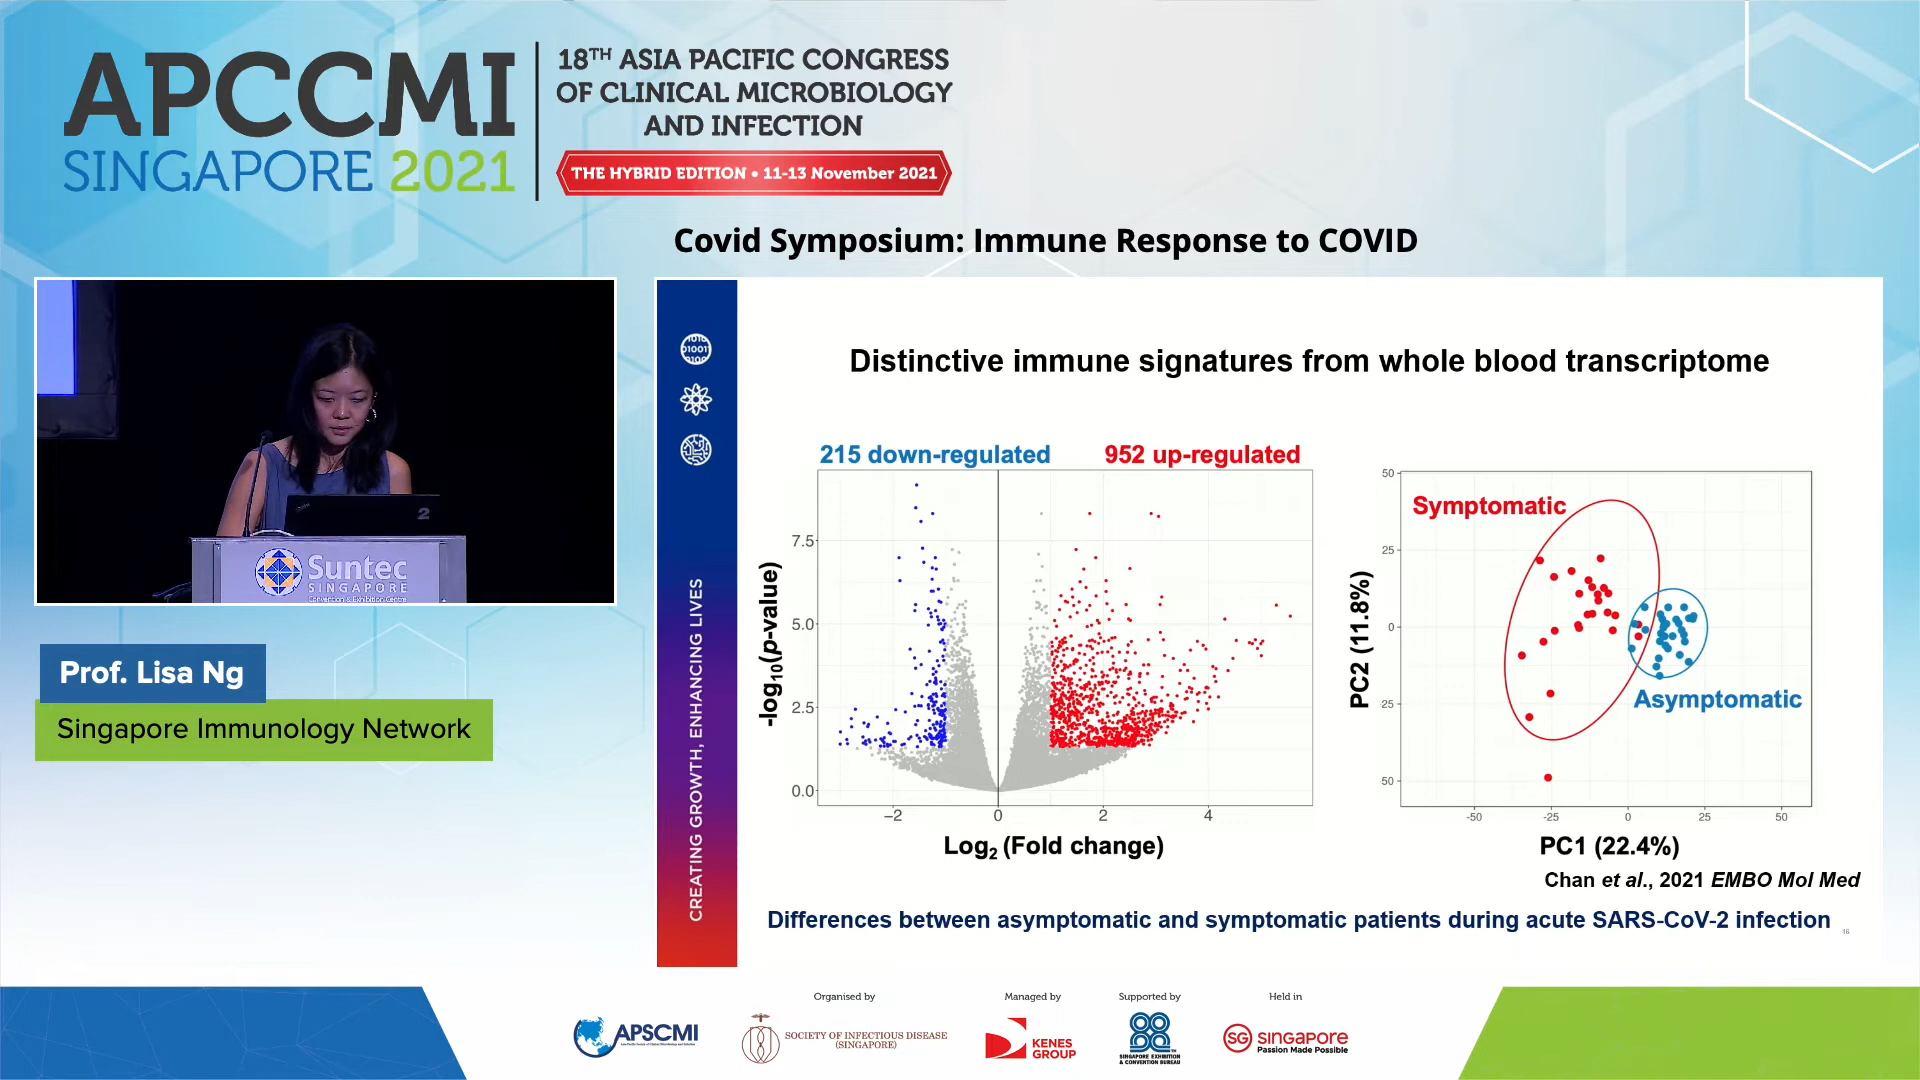 APCCMI
SINGAPORE 2021
18TH ASIA PACIFIC CONGRESS
OF CLINICAL MICROBIOLOGY
AND INFECTION
THE HYBRID EDITION • 11-13 November 2021
Covid Symposium: Immune Response to COVID
2
Suntec
SINGAPORE
Convention & Exhibition Centre
Prof. Lisa Ng
Singapore Immunology Network
CREATING GROWTH, ENHANCING LIVES
Distinctive immune signatures from whole blood transcriptome
215 down-regulated
952 up-regulated
7.5
5.0
2.5
0.0
-log10(p-value)
−2 0 2 4
Log2 (Fold change)
Symptomatic
Asymptomatic
50
25
0
-25
50
PC2 (11.8%)
-50 -25 0 25 50
PC1 (22.4%)
Chan et al., 2021 EMBO Mol Med
Differences between asymptomatic and symptomatic patients during acute SARS-CoV-2 infection
16
APSCMI
Organised by
SOCIETY OF INFECTIOUS DISEASE
(SINGAPORE)
Managed by
KENES
GROUP
Supported by
SINGAPORE EXHIBITION
& CONVENTION BUREAU
Held in
SG SINGAPORE
Passion Made Possible